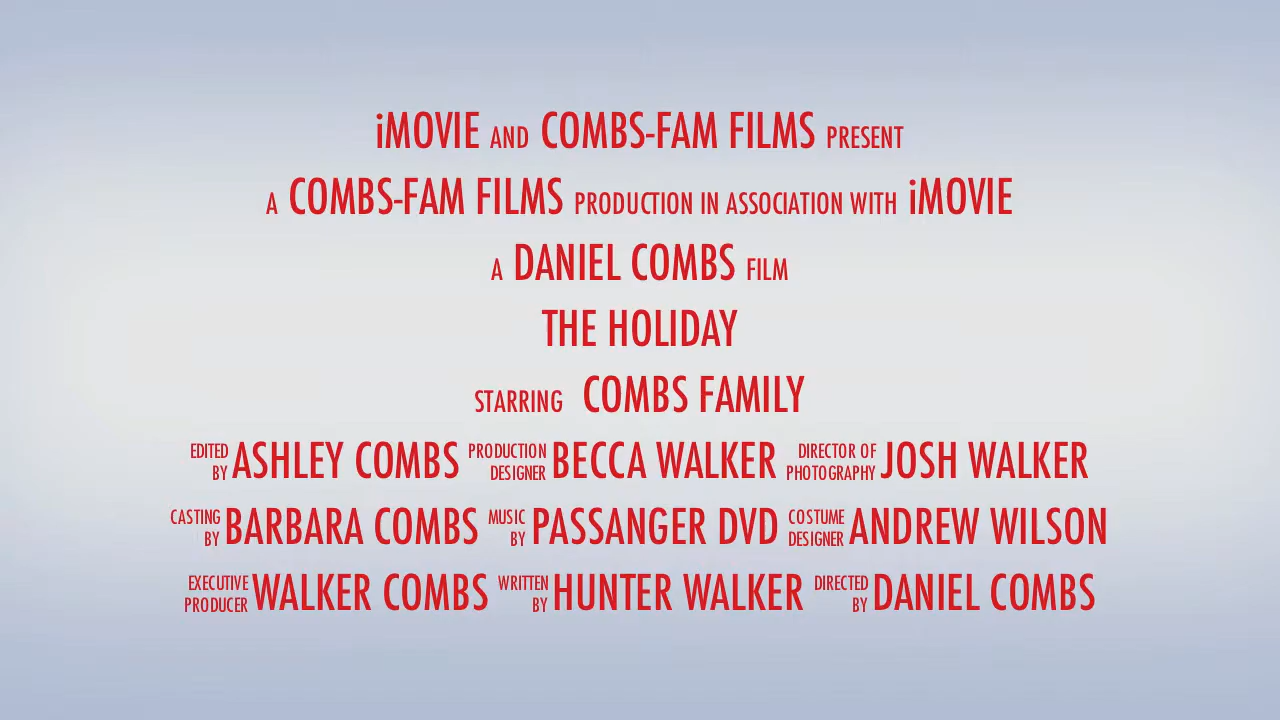 iMOVIE AND COMBS-FAM FILMS PRESENT
A COMBS-FAM FILMS PRODUCTION IN ASSOCIATION WITH iMOVIE
A DANIEL COMBS FILM
THE HOLIDAY
STARRING COMBS FAMILY
EDITED BY ASHLEY COMBS PRODUCTION DESIGNER BECCA WALKER DIRECTOR OF PHOTOGRAPHY JOSH WALKER
CASTING BY BARBARA COMBS MUSIC BY PASSANGER DVD COSTUME DESIGNER ANDREW WILSON
EXECUTIVE PRODUCER WALKER COMBS WRITTEN BY HUNTER WALKER DIRECTED BY DANIEL COMBS